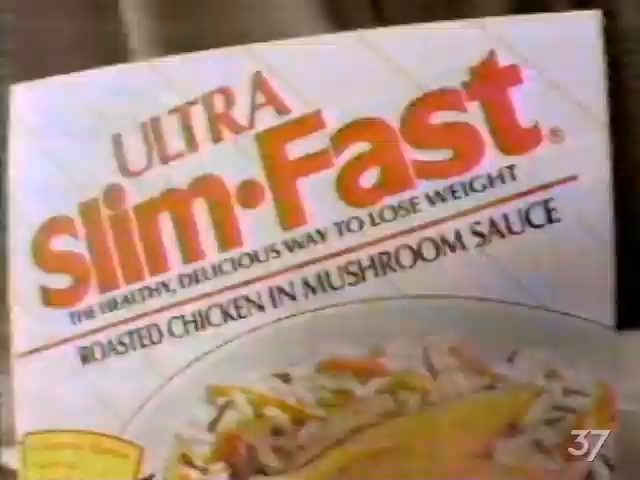 ULTRA
Slim•Fast®
THE HEALTHY, DELICIOUS WAY TO LOSE WEIGHT
ROASTED CHICKEN IN MUSHROOM SAUCE
37